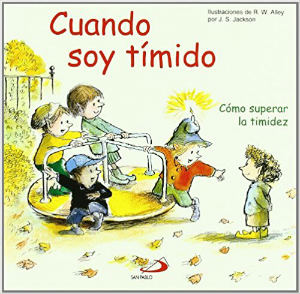 Ilustraciones de R. W. Alley
por J. S. Jackson
Cuando
soy tímido
Cómo superar
la timidez
SAN PABLO